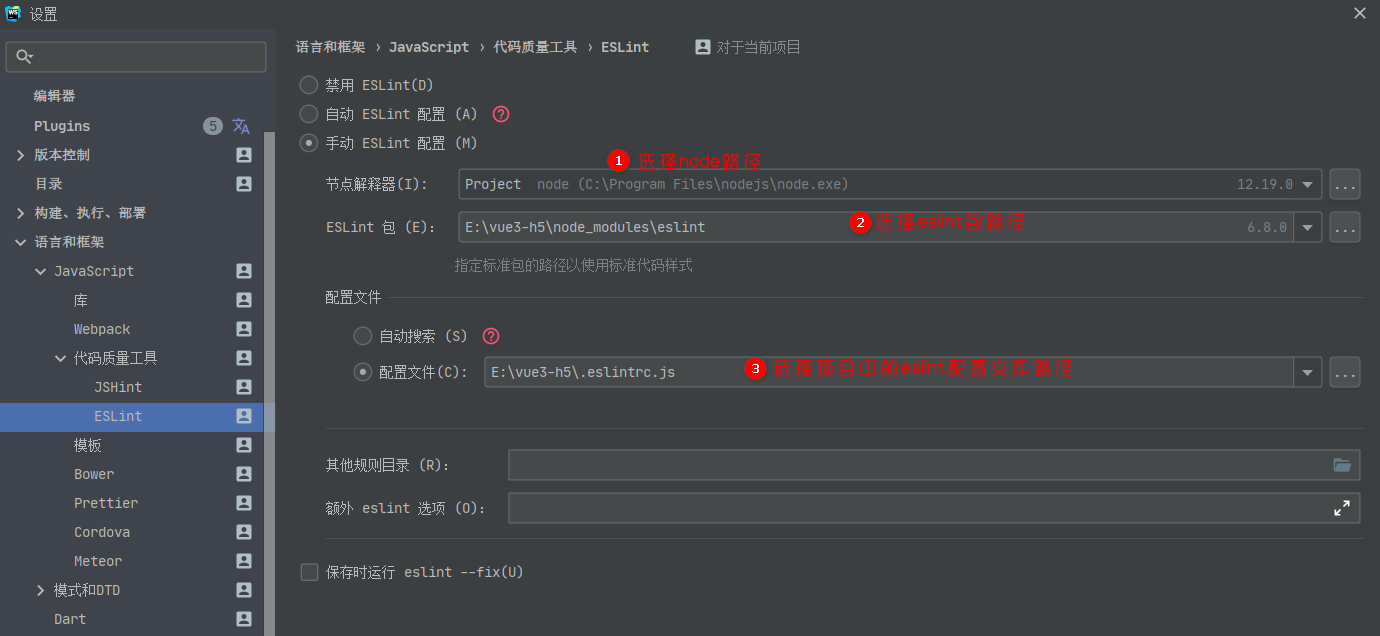 设置
编辑器
Plugins 5
版本控制
目录
构建、执行、部署
语言和框架
JavaScript
库
Webpack
代码质量工具
JSHint
ESLint
模板
Bower
Prettier
Cordova
Meteor
模式和DTD
Dart
语言和框架 › JavaScript › 代码质量工具 › ESLint 对于当前项目
禁用 ESLint(D)
自动 ESLint 配置 (A) ?
手动 ESLint 配置 (M)
1 选择node路径
节点解释器(I): Project node (C:\Program Files\nodejs\node.exe) 12.19.0 ...
ESLint 包 (E): E:\vue3-h5\node_modules\eslint 2 选择eslint包路径 6.8.0 ...
指定标准包的路径以使用标准代码样式
配置文件
自动搜索 (S) ?
配置文件(C): E:\vue3-h5\.eslintrc.js 3 选择项目中的eslint配置文件路径 ...
其他规则目录 (R):
额外 eslint 选项 (O):
保存时运行 eslint --fix(U)